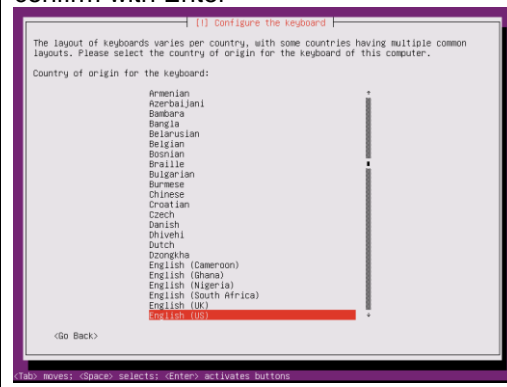 confirm with Enter
[!] Configure the keyboard
The layout of keyboards varies per country, with some countries having multiple common
layouts. Please select the country of origin for the keyboard of this computer.
Country of origin for the keyboard:
Armenian
Azerbaijani
Bambara
Bangla
Belarusian
Belgian
Bosnian
Braille
Bulgarian
Burmese
Chinese
Croatian
Czech
Danish
Dhivehi
Dutch
Dzongkha
English (Cameroon)
English (Ghana)
English (Nigeria)
English (South Africa)
English (UK)
English (US)
<Go Back>
<Tab> moves; <Space> selects; <Enter> activates buttons